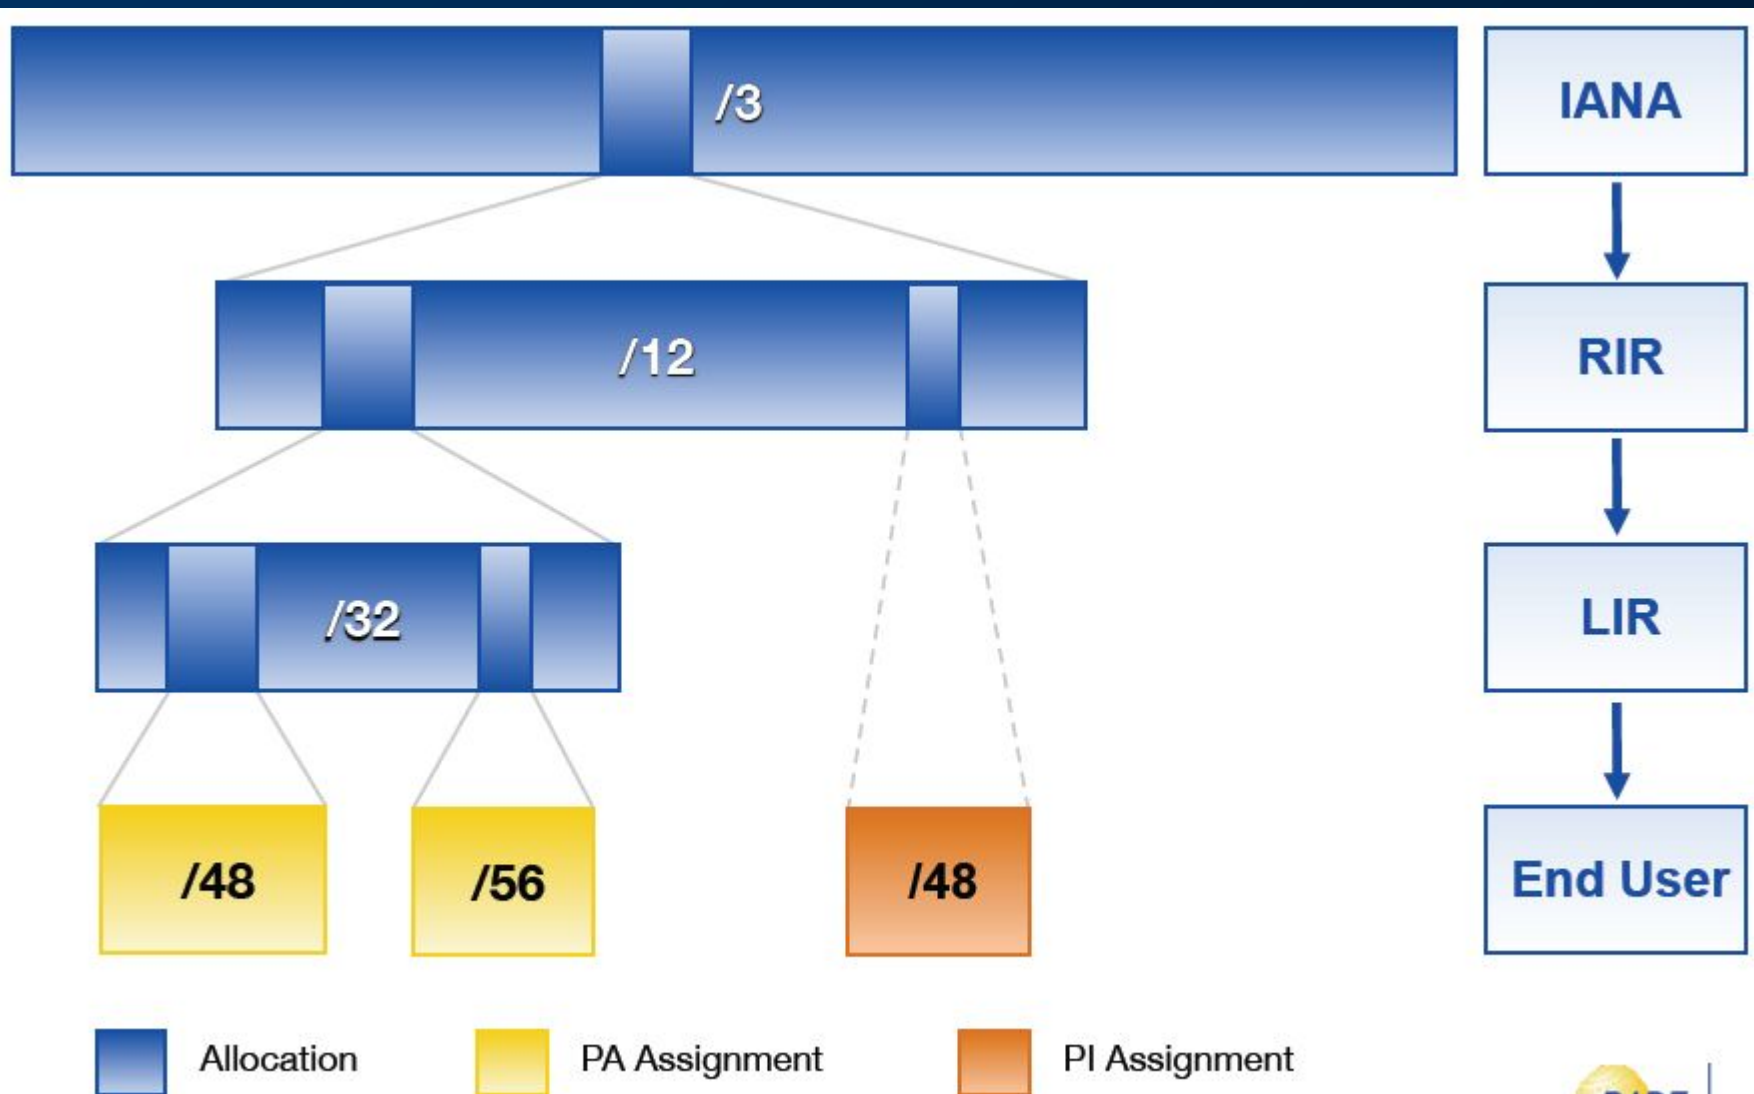 /3
IANA
/12
RIR
/32
LIR
/48
/56
/48
End User
Allocation
PA Assignment
PI Assignment